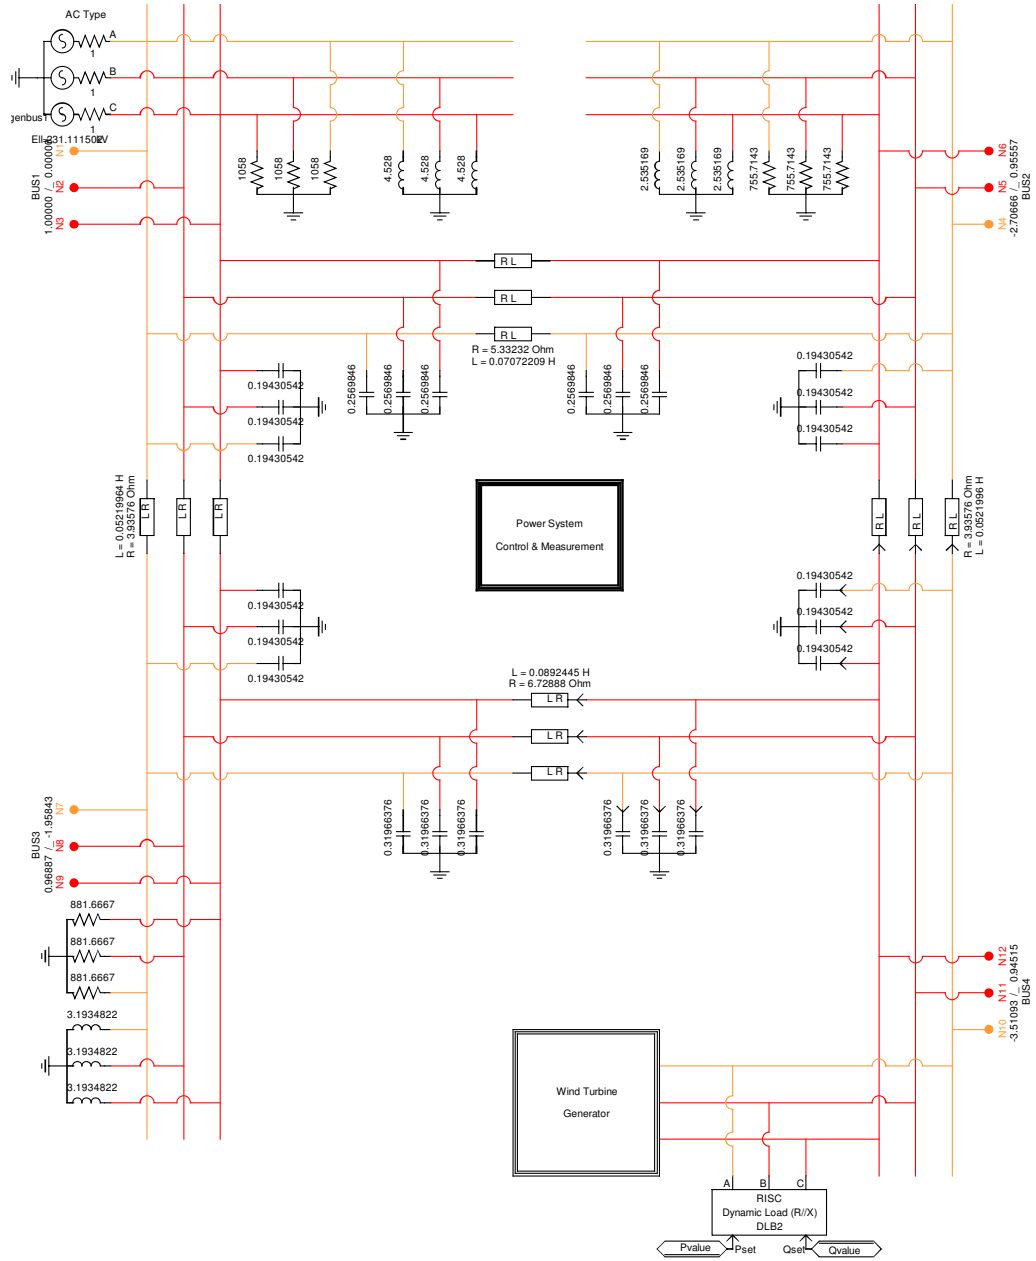 AC Type
A
1
B
1
C
1
Ell=231.111502kV
N1
N2
N3
BUS1
1.00000 /_ 0.00000
1058
1058
1058
4.528
4.528
4.528
2.535169
2.535169
2.535169
755.7143
755.7143
755.7143
N6
N5
N4
BUS2
-2.70666 /_ 0.95557
R L
R L
R L
R = 5.33232 Ohm
L = 0.07072209 H
0.19430542
0.19430542
0.19430542
0.2569846
0.2569846
0.2569846
0.2569846
0.2569846
0.2569846
0.19430542
0.19430542
0.19430542
L = 0.05219964 H
R = 3.93576 Ohm
L R
L R
L R
Power System
Control & Measurement
R L
R L
R L
R = 3.93576 Ohm
L = 0.0521996 H
0.19430542
0.19430542
0.19430542
0.19430542
0.19430542
0.19430542
L = 0.0892445 H
R = 6.72888 Ohm
L R
L R
L R
0.31966376
0.31966376
0.31966376
0.31966376
0.31966376
0.31966376
N7
N8
N9
BUS3
0.96887 /_ -1.95843
881.6667
881.6667
881.6667
3.1934822
3.1934822
3.1934822
N12
N11
N10
BUS4
-3.51093 /_ 0.94515
Wind Turbine
Generator
A B C
RISC
Dynamic Load (R//X)
DLB2
Pvalue Pset Qset Qvalue